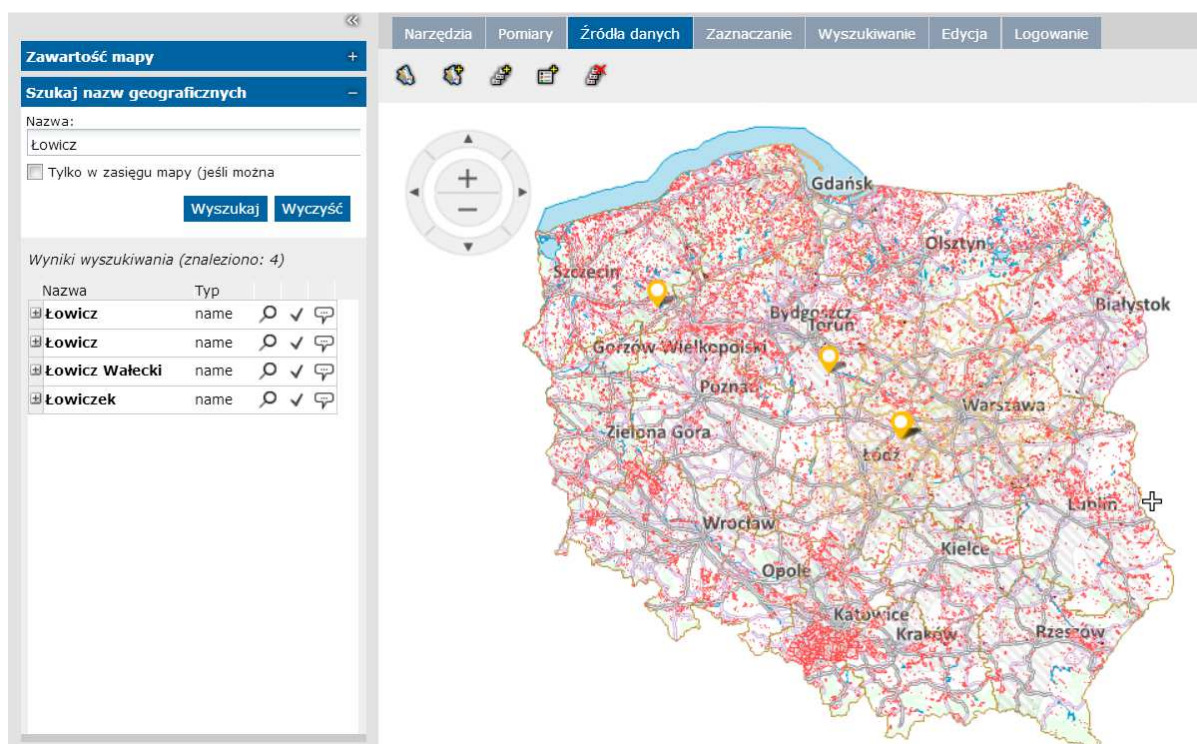 Zawartość mapy
Szukaj nazw geograficznych
Nazwa:
Łowicz
Tylko w zasięgu mapy (jeśli można
Wyszukaj Wyczyść
Wyniki wyszukiwania (znaleziono: 4)
Nazwa Typ
Łowicz name
Łowicz name
Łowicz Wałecki name
Łowiczek name
Narzędzia Pomiary Źródła danych Zaznaczanie Wyszukiwanie Edycja Logowanie
Gdańsk
Olsztyn
Szczecin
Białystok
Bydgoszcz
Toruń
Gorzów Wielkopolski
Warszawa
Zielona Góra
Łódź
Lublin
Wrocław
Kielce
Opole
Katowice
Kraków
Rzeszów